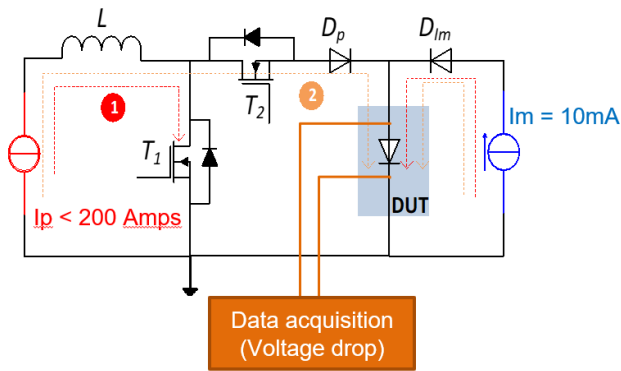 L
Dp
DIm
1
2
T2
T1
Im = 10mA
Ip < 200 Amps
DUT
Data acquisition
(Voltage drop)